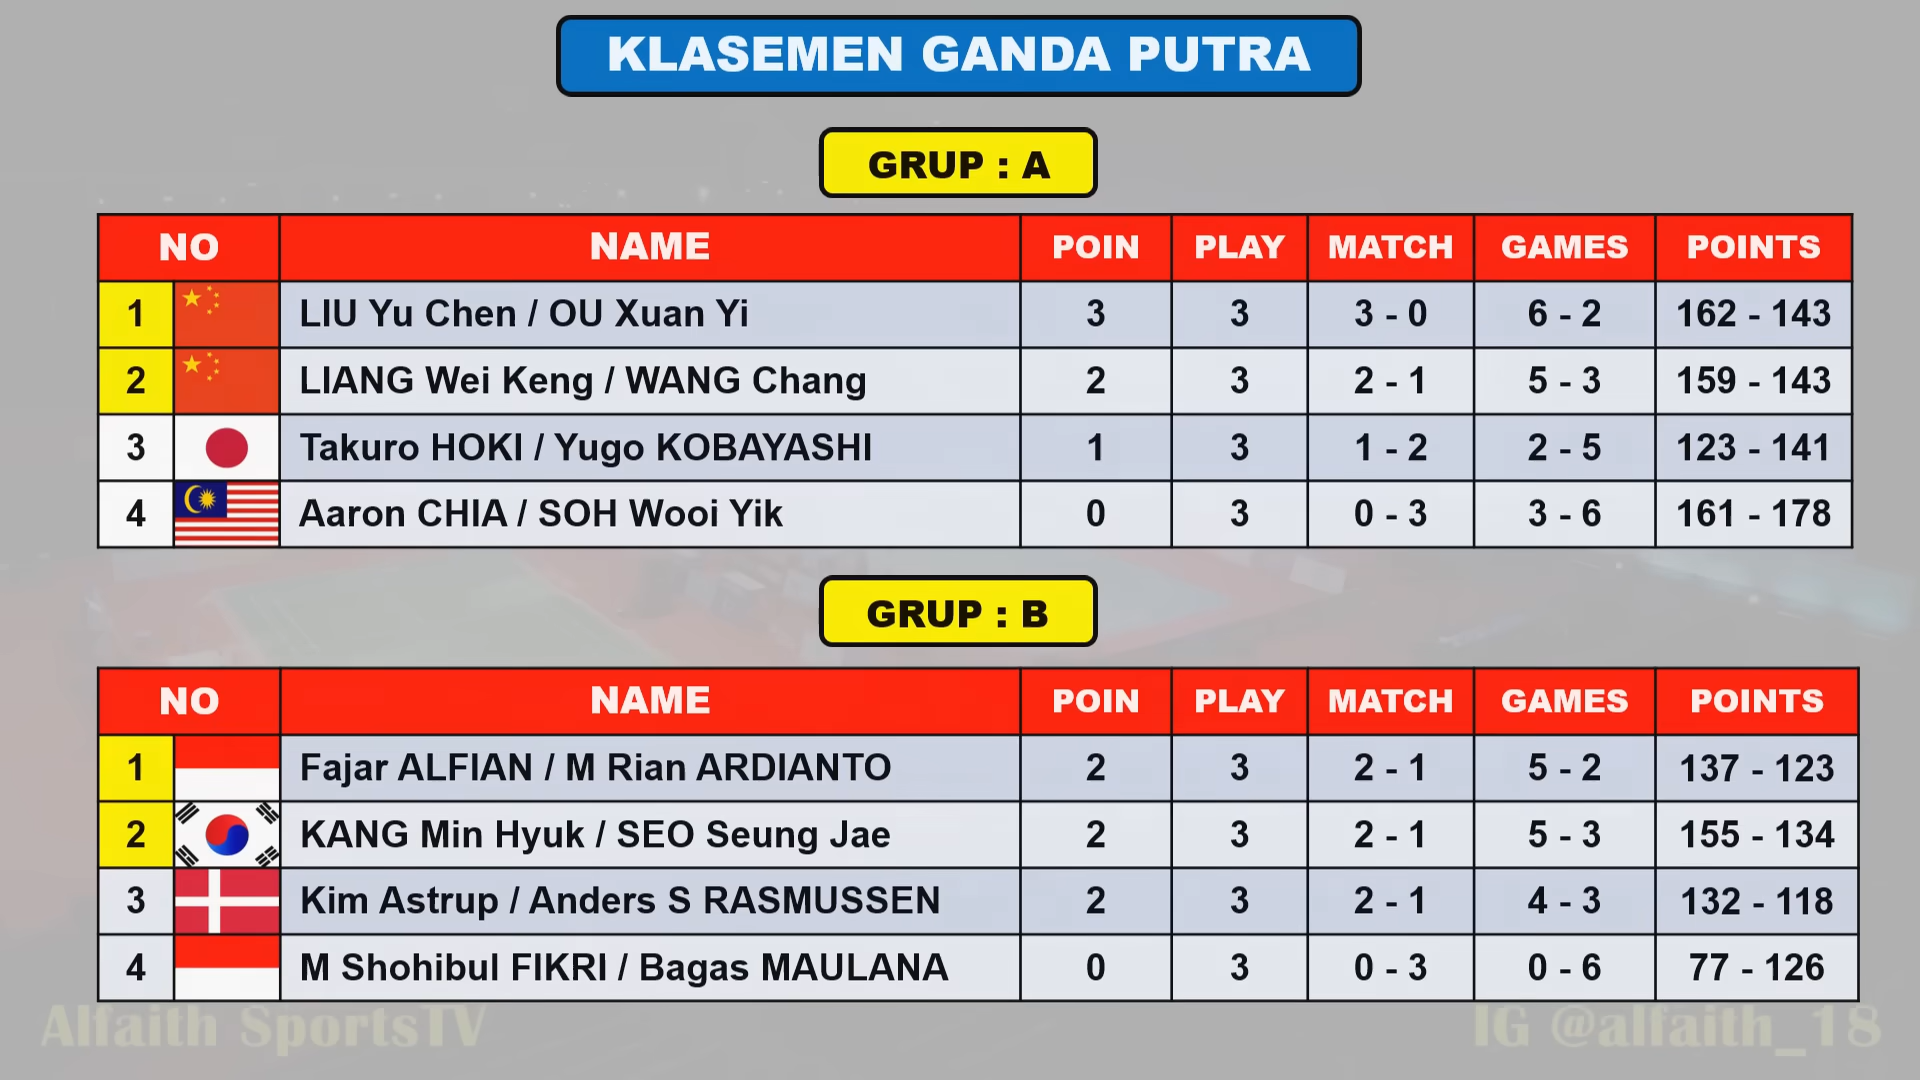 KLASEMEN GANDA PUTRA
GRUP : A
NO NAME POIN PLAY MATCH GAMES POINTS
1 LIU Yu Chen / OU Xuan Yi 3 3 3 - 0 6 - 2 162 - 143
2 LIANG Wei Keng / WANG Chang 2 3 2 - 1 5 - 3 159 - 143
3 Takuro HOKI / Yugo KOBAYASHI 1 3 1 - 2 2 - 5 123 - 141
4 Aaron CHIA / SOH Wooi Yik 0 3 0 - 3 3 - 6 161 - 178
GRUP : B
NO NAME POIN PLAY MATCH GAMES POINTS
1 Fajar ALFIAN / M Rian ARDIANTO 2 3 2 - 1 5 - 2 137 - 123
2 KANG Min Hyuk / SEO Seung Jae 2 3 2 - 1 5 - 3 155 - 134
3 Kim Astrup / Anders S RASMUSSEN 2 3 2 - 1 4 - 3 132 - 118
4 M Shohibul FIKRI / Bagas MAULANA 0 3 0 - 3 0 - 6 77 - 126
Alfaith SportsTV IG @alfaith_18